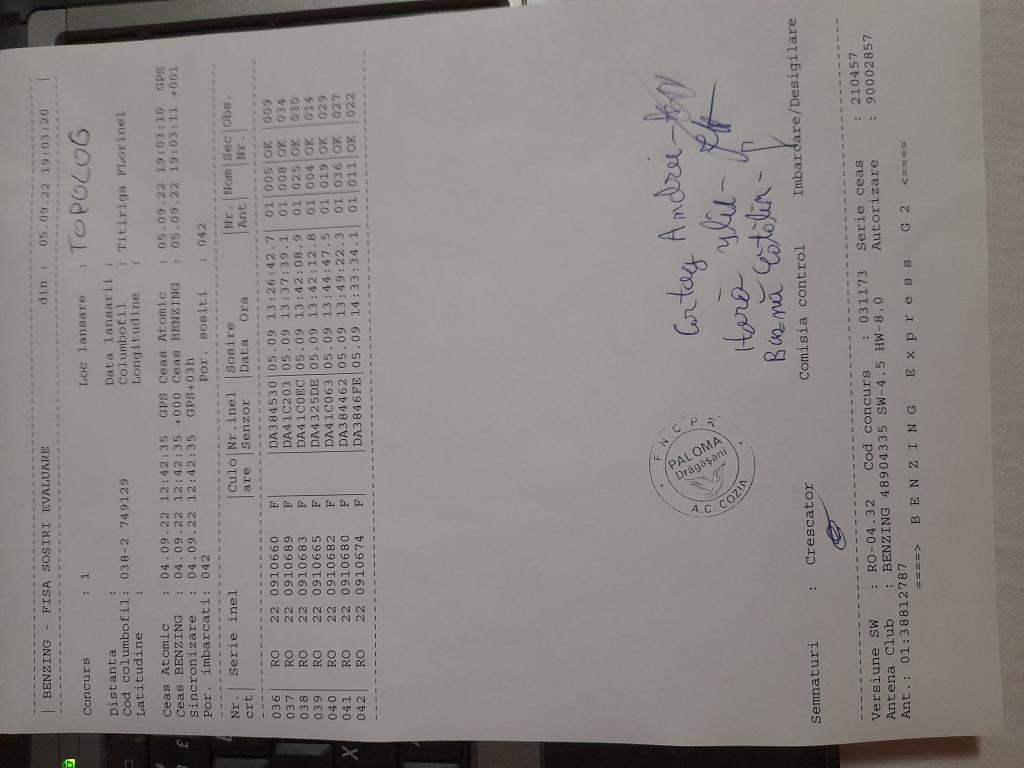 | BENZING - FISA SOSIRI EVALUARE din : 05.09.22 19:03:20 |
Concurs : 1 Loc lansare : TOPOLOG
Distanta : Data lansarii :
Cod columbofil: 038-2 749129 Columbofil : Titiriga Florinel
Latitudine : Longitudine :
Ceas Atomic : 04.09.22 12:42:35 GPS Ceas Atomic : 05.09.22 19:03:10 GPS
Ceas BENZING : 04.09.22 12:42:35 +000 Ceas BENZING : 05.09.22 19:03:11 +001
Sincronizare : 04.09.22 12:42:35 GPS+03h
Por. imbarcati: 042 Por. sositi : 042
Nr.| Serie inel |Culo|Nr.inel |Sosire |Nr. |Nom|Sec|Obs.
crt| |are |Senzor |Data Ora |Ant |Nr.|
036| RO 22 0910660 F | |DA384530|05.09 13:26:42.7|01|005|OK |009
037| RO 22 0910689 F | |DA41C203|05.09 13:37:39.1|01|008|OK |034
038| RO 22 0910683 F | |DA41C0EC|05.09 13:42:08.9|01|025|OK |030
039| RO 22 0910665 F | |DA4325DE|05.09 13:42:12.8|01|004|OK |014
040| RO 22 0910682 F | |DA41C063|05.09 13:44:47.5|01|019|OK |029
041| RO 22 0910680 F | |DA384462|05.09 13:49:22.3|01|036|OK |027
042| RO 22 0910674 F | |DA3846FE|05.09 14:33:34.1|01|011|OK |022
F.N.C.P.R.
PALOMA
Drăgășani
A.C. COZIA
Andrei
Semnaturi : Crescator Comisia control Imbarcare/Desigilare
Versiune SW : RO-04.32 Cod concurs : 031173 Serie ceas : 210457
Antena Club : BENZING 48904335 SW-4.5 HW-8.0 Autorizare : 90002857
Ant.: 01:38812787
====> B E N Z I N G E x p r e s s G 2 <====
X
£